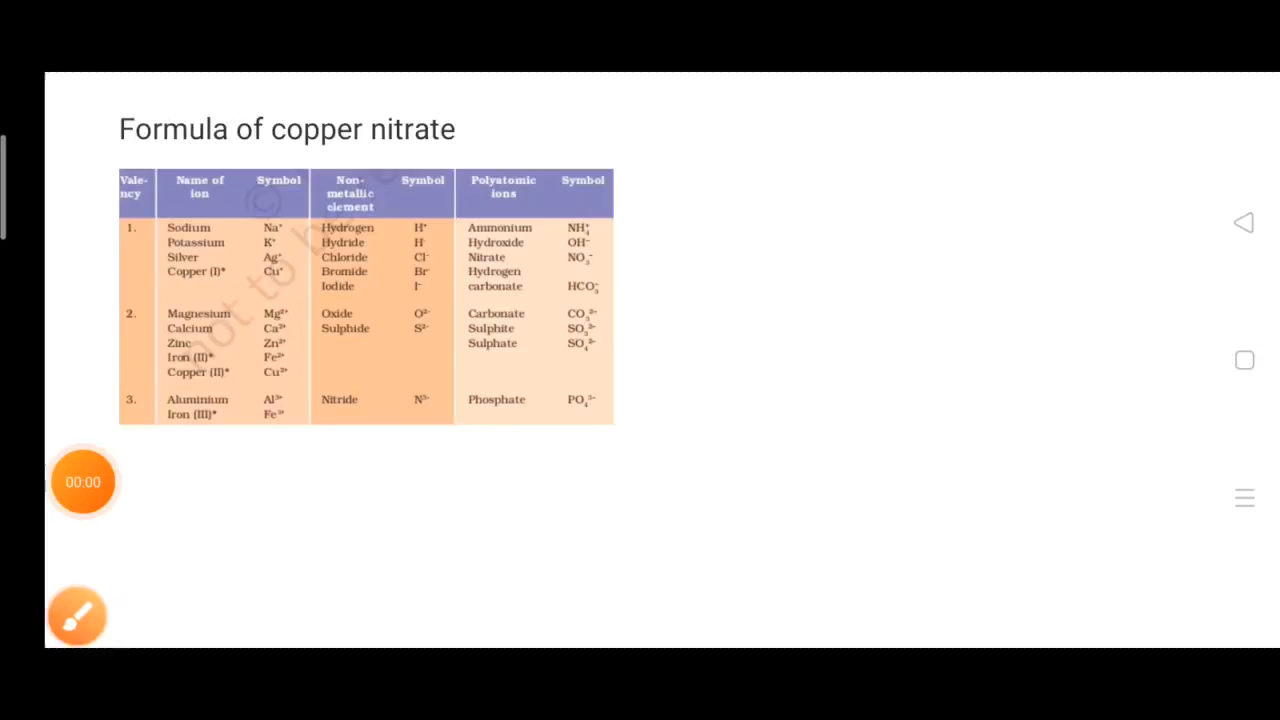 Formula of copper nitrate
Vale- Name of Symbol Non- Symbol Polyatomic Symbol
ncy ion metallic ions
element
1. Sodium Na⁺ Hydrogen H⁺ Ammonium NH₄⁺
Potassium K⁺ Hydride H⁻ Hydroxide OH⁻
Silver Ag⁺ Chloride Cl⁻ Nitrate NO₃⁻
Copper (I)* Cu⁺ Bromide Br⁻ Hydrogen
Iodide I⁻ carbonate HCO₃⁻
2. Magnesium Mg²⁺ Oxide O²⁻ Carbonate CO₃²⁻
Calcium Ca²⁺ Sulphide S²⁻ Sulphite SO₃²⁻
Zinc Zn²⁺ Sulphate SO₄²⁻
Iron (II)* Fe²⁺
Copper (II)* Cu²⁺
3. Aluminium Al³⁺ Nitride N³⁻ Phosphate PO₄³⁻
Iron (III)* Fe³⁺
© not to b
00:00